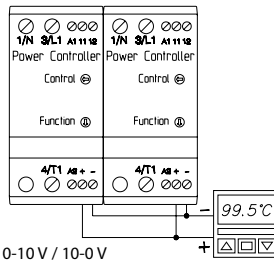 1/N 3/L1 A1 11 12 1/N 3/L1 A1 11 12
Power Controller Power Controller
Control Control
Function Function
4/T1 A2 + - 4/T1 A2 + -
99.5°C
0-10 V / 10-0 V